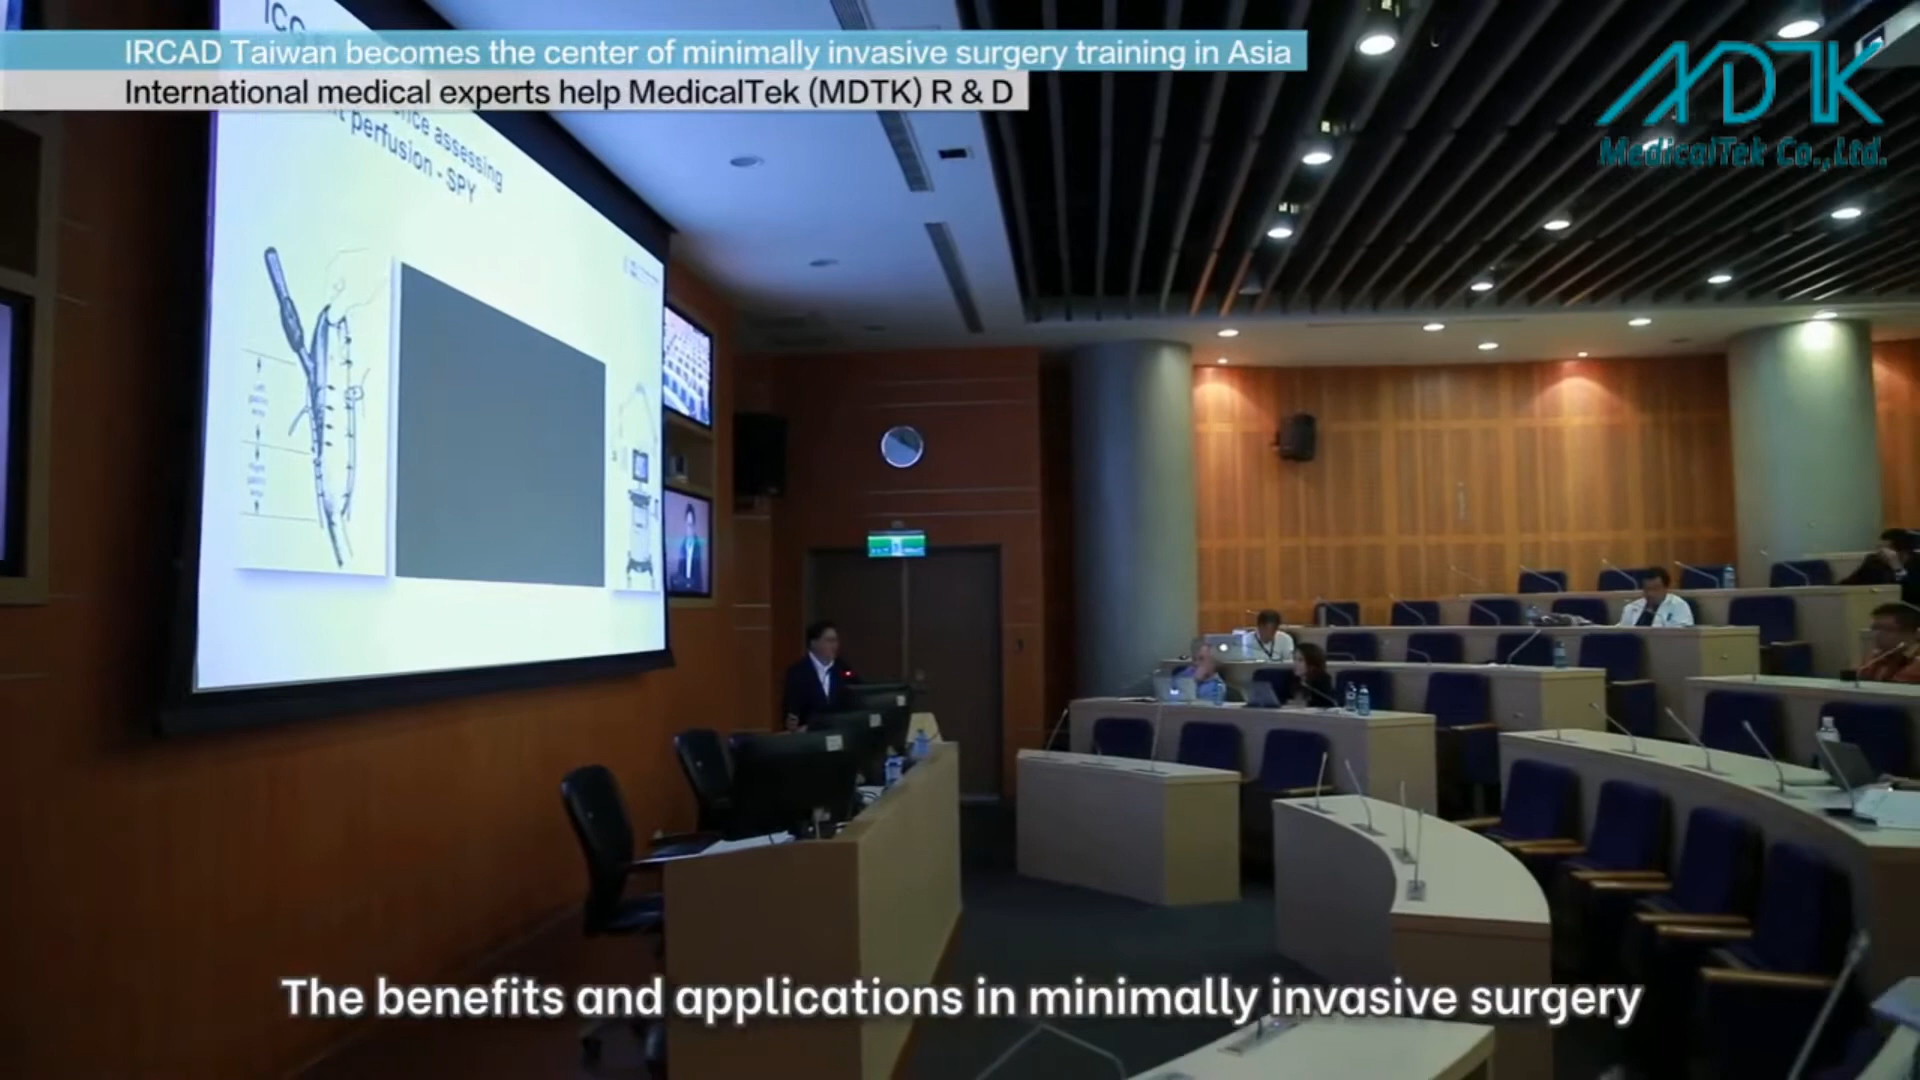 IRCAD Taiwan becomes the center of minimally invasive surgery training in Asia
International medical experts help MedicalTek (MDTK) R & D
MDTK
MedicalTek Co.,Ltd.
assessing
perfusion - SPY
The benefits and applications in minimally invasive surgery